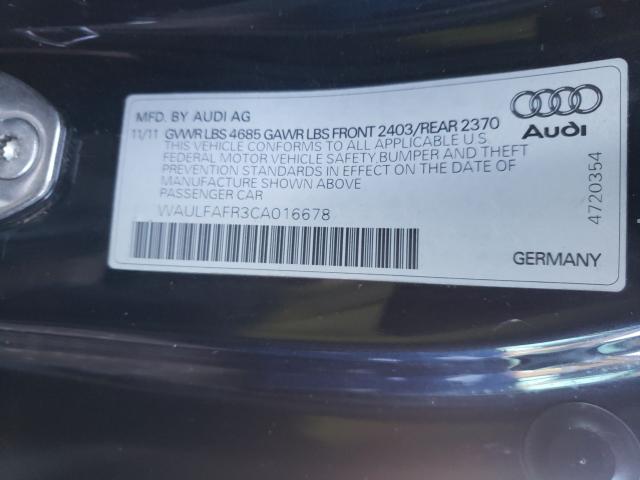 MFD. BY AUDI AG
11/11 GVWR LBS 4685 GAWR LBS FRONT 2403/REAR 2370
THIS VEHICLE CONFORMS TO ALL APPLICABLE U.S.
FEDERAL MOTOR VEHICLE SAFETY, BUMPER AND THEFT
PREVENTION STANDARDS IN EFFECT ON THE DATE OF
MANUFACTURE SHOWN ABOVE
PASSENGER CAR
WAULFAFR3CA016678
Audi
4720354
GERMANY